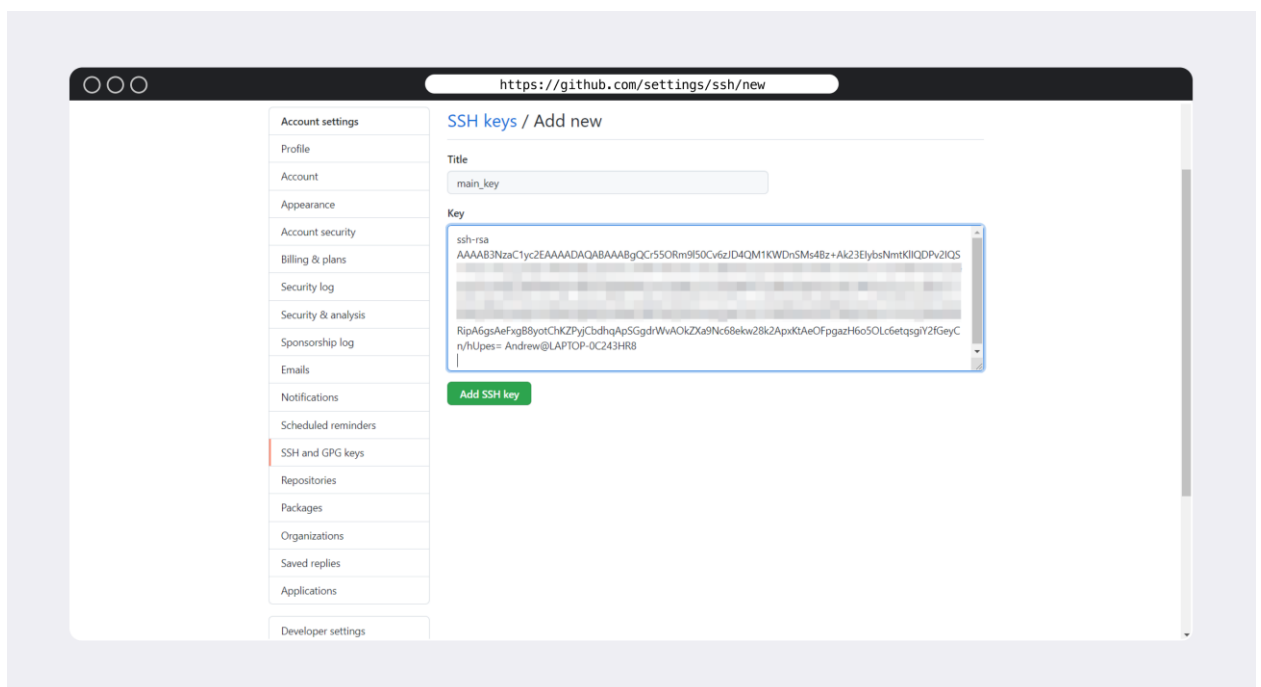 https://github.com/settings/ssh/new
Account settings
Profile
Account
Appearance
Account security
Billing & plans
Security log
Security & analysis
Sponsorship log
Emails
Notifications
Scheduled reminders
SSH and GPG keys
Repositories
Packages
Organizations
Saved replies
Applications
Developer settings
SSH keys / Add new
Title
main_key
Key
ssh-rsa
AAAAB3NzaC1yc2EAAAADAQABAAABgQCr55ORm9l50Cv6zJD4QM1KWDnSMs4Bz+Ak23EIybsNmtKllQDPv2IQS
RipA6gsAeFxgB8yotChKZPyjCbdhqApSGgdrWvAOkZXa9Nc68ekw28k2ApxKtAeOFpgazH6o5OLc6etqsgiY2fGeyC
n/hUpes= Andrew@LAPTOP-0C243HR8
Add SSH key